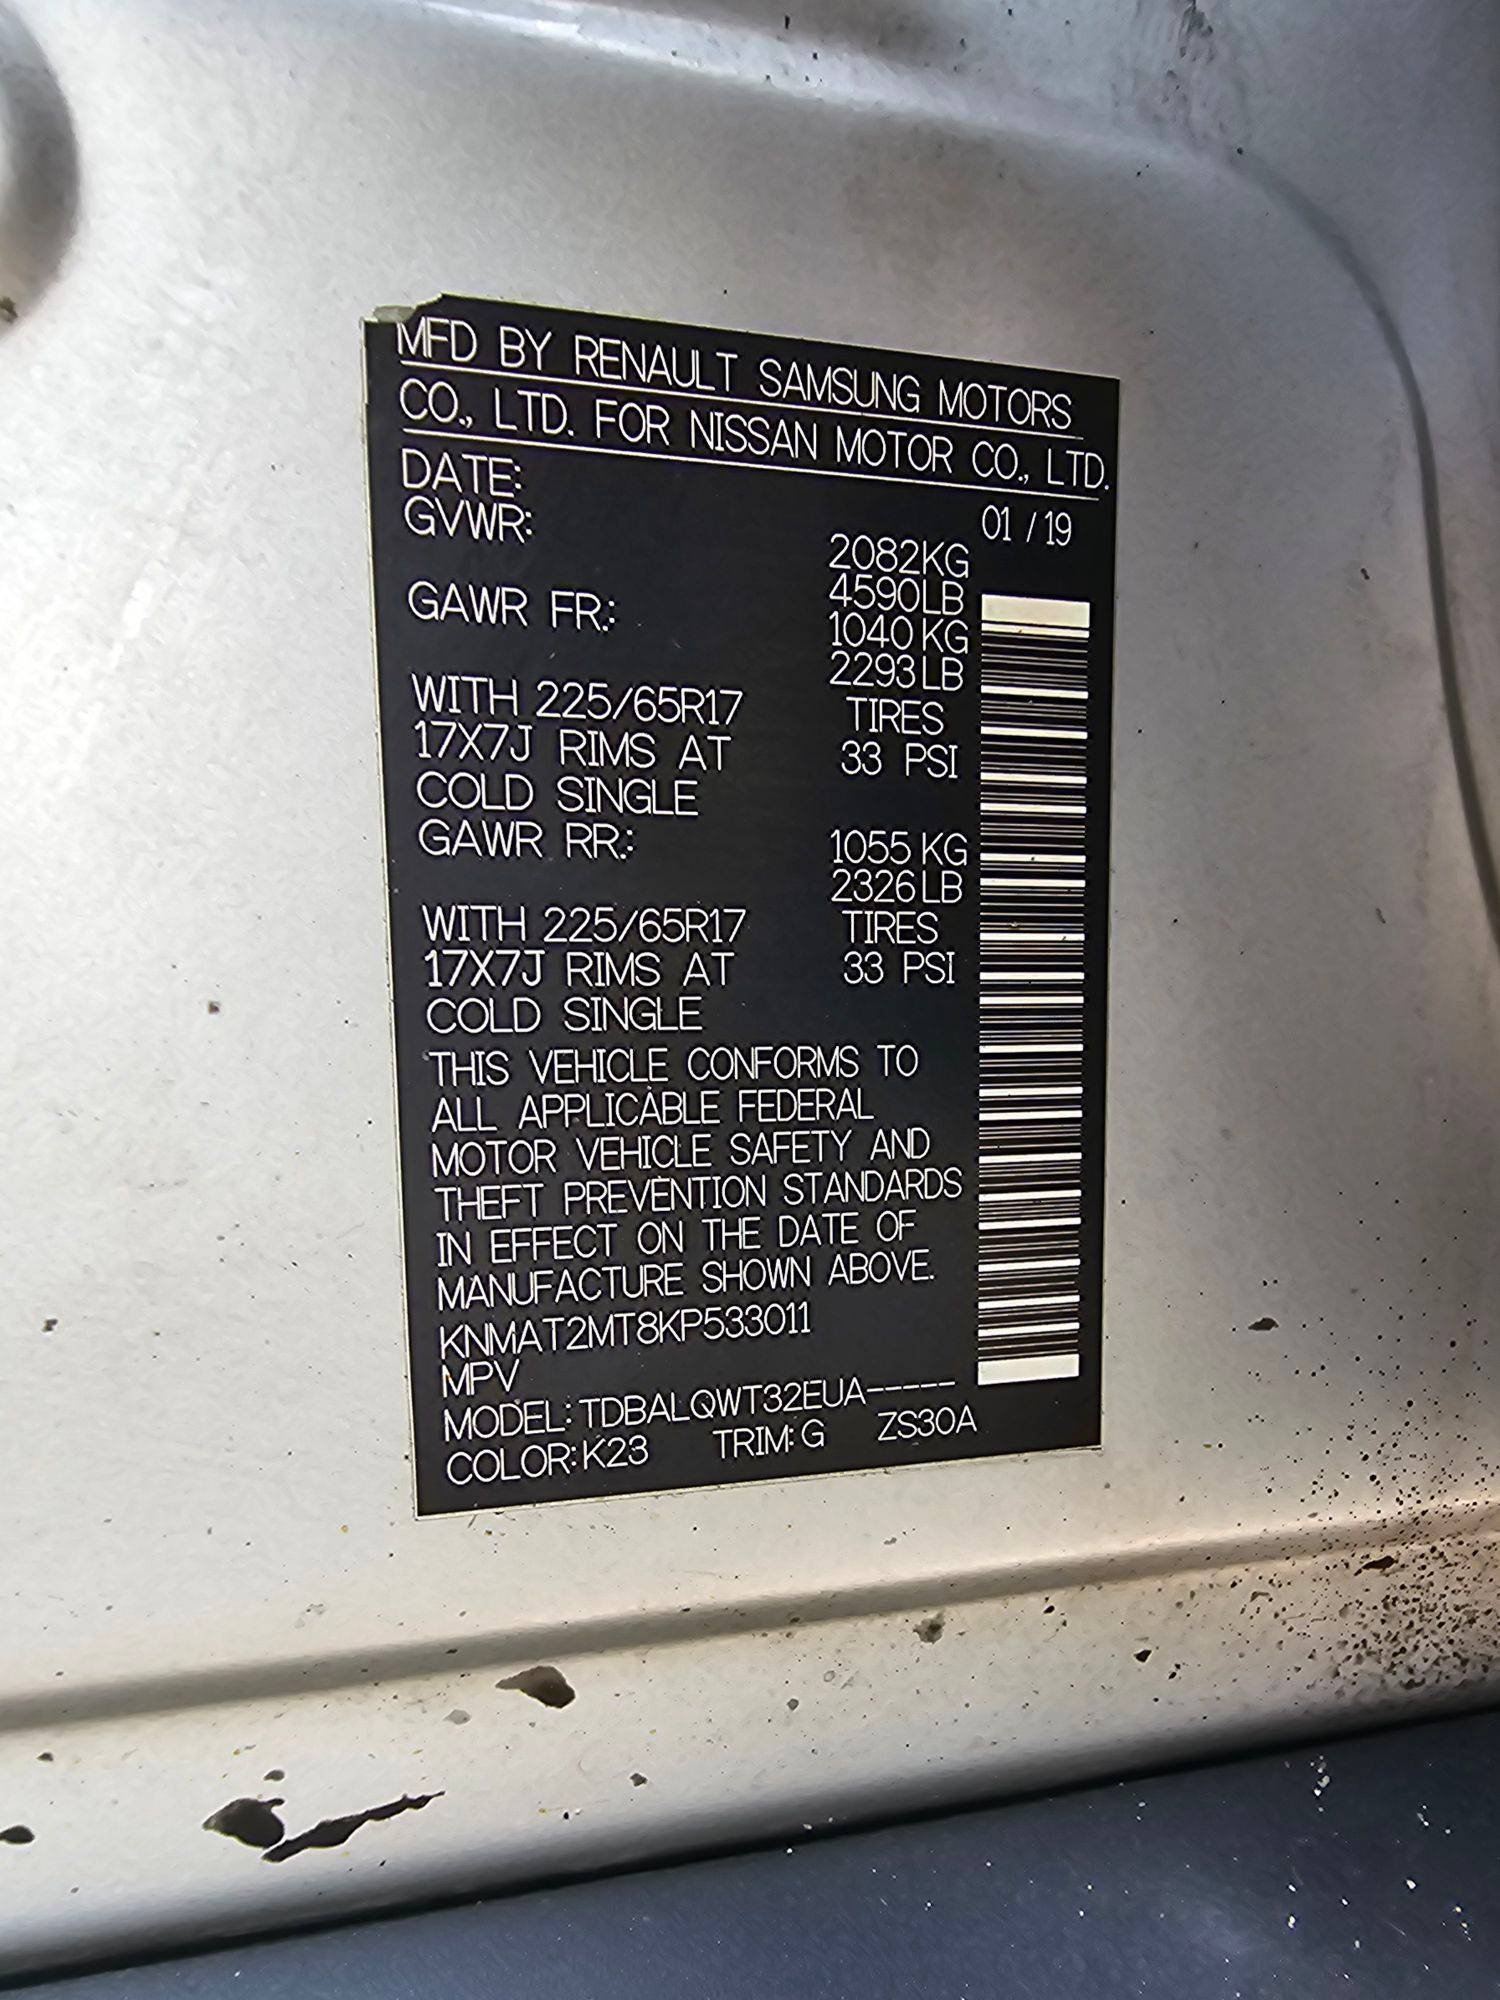 MFD BY RENAULT SAMSUNG MOTORS
CO., LTD. FOR NISSAN MOTOR CO., LTD.
DATE: 01 / 19
GVWR: 2082KG
4590LB
GAWR FR.: 1040 KG
2293LB
WITH 225/65R17 TIRES
17X7J RIMS AT 33 PSI
COLD SINGLE
GAWR RR.: 1055 KG
2326LB
WITH 225/65R17 TIRES
17X7J RIMS AT 33 PSI
COLD SINGLE
THIS VEHICLE CONFORMS TO
ALL APPLICABLE FEDERAL
MOTOR VEHICLE SAFETY AND
THEFT PREVENTION STANDARDS
IN EFFECT ON THE DATE OF
MANUFACTURE SHOWN ABOVE.
KNMAT2MT8KP533011
MPV
MODEL: TDBALQWT32EUA-----
COLOR: K23 TRIM: G ZS30A